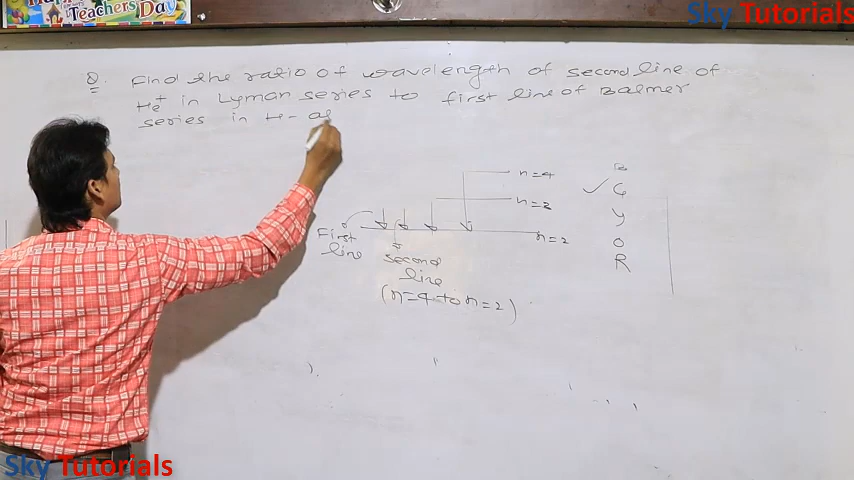 Teachers Day
Sky Tutorials
Q. Find the ratio of wavelength of second line of
He+ in Lyman series to first line of Balmer
series in H-
n=4
n=3
n=2
First
line
second
line
(n=4 to n=2)
B
✓ G
Y
O
R
Sky Tutorials